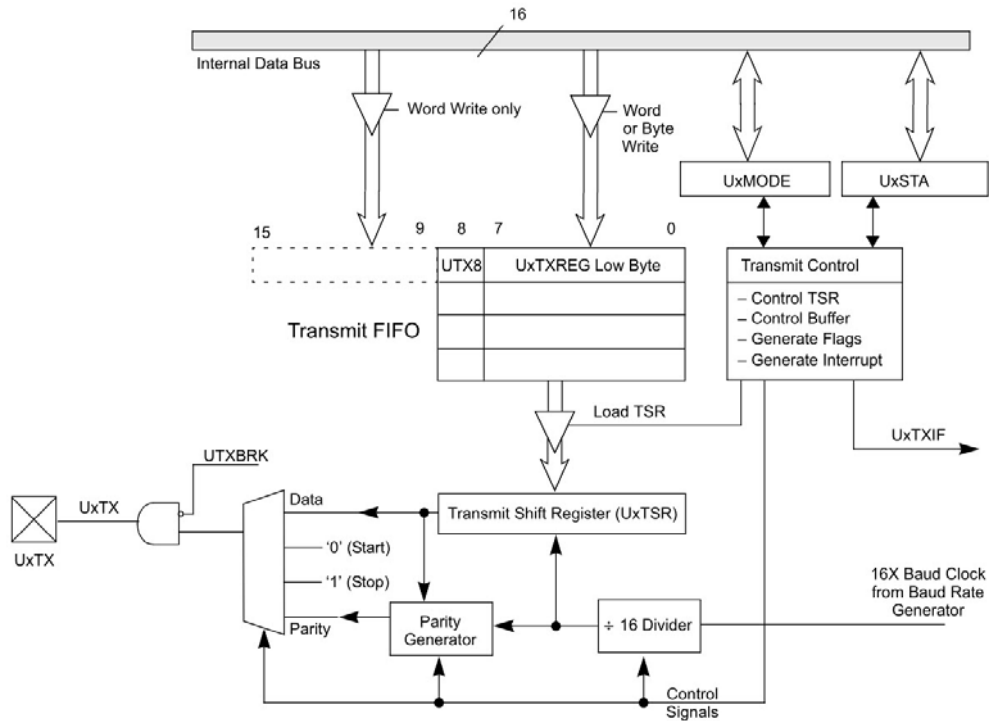 16
Internal Data Bus
Word Write only
Word
or Byte
Write
UxMODE
UxSTA
15
9
8
7
0
UTX8
UxTXREG Low Byte
Transmit Control
– Control TSR
– Control Buffer
– Generate Flags
– Generate Interrupt
Transmit FIFO
Load TSR
UxTXIF
UTXBRK
UxTX
UxTX
Data
Transmit Shift Register (UxTSR)
'0' (Start)
'1' (Stop)
Parity
Parity
Generator
÷ 16 Divider
16X Baud Clock
from Baud Rate
Generator
Control
Signals